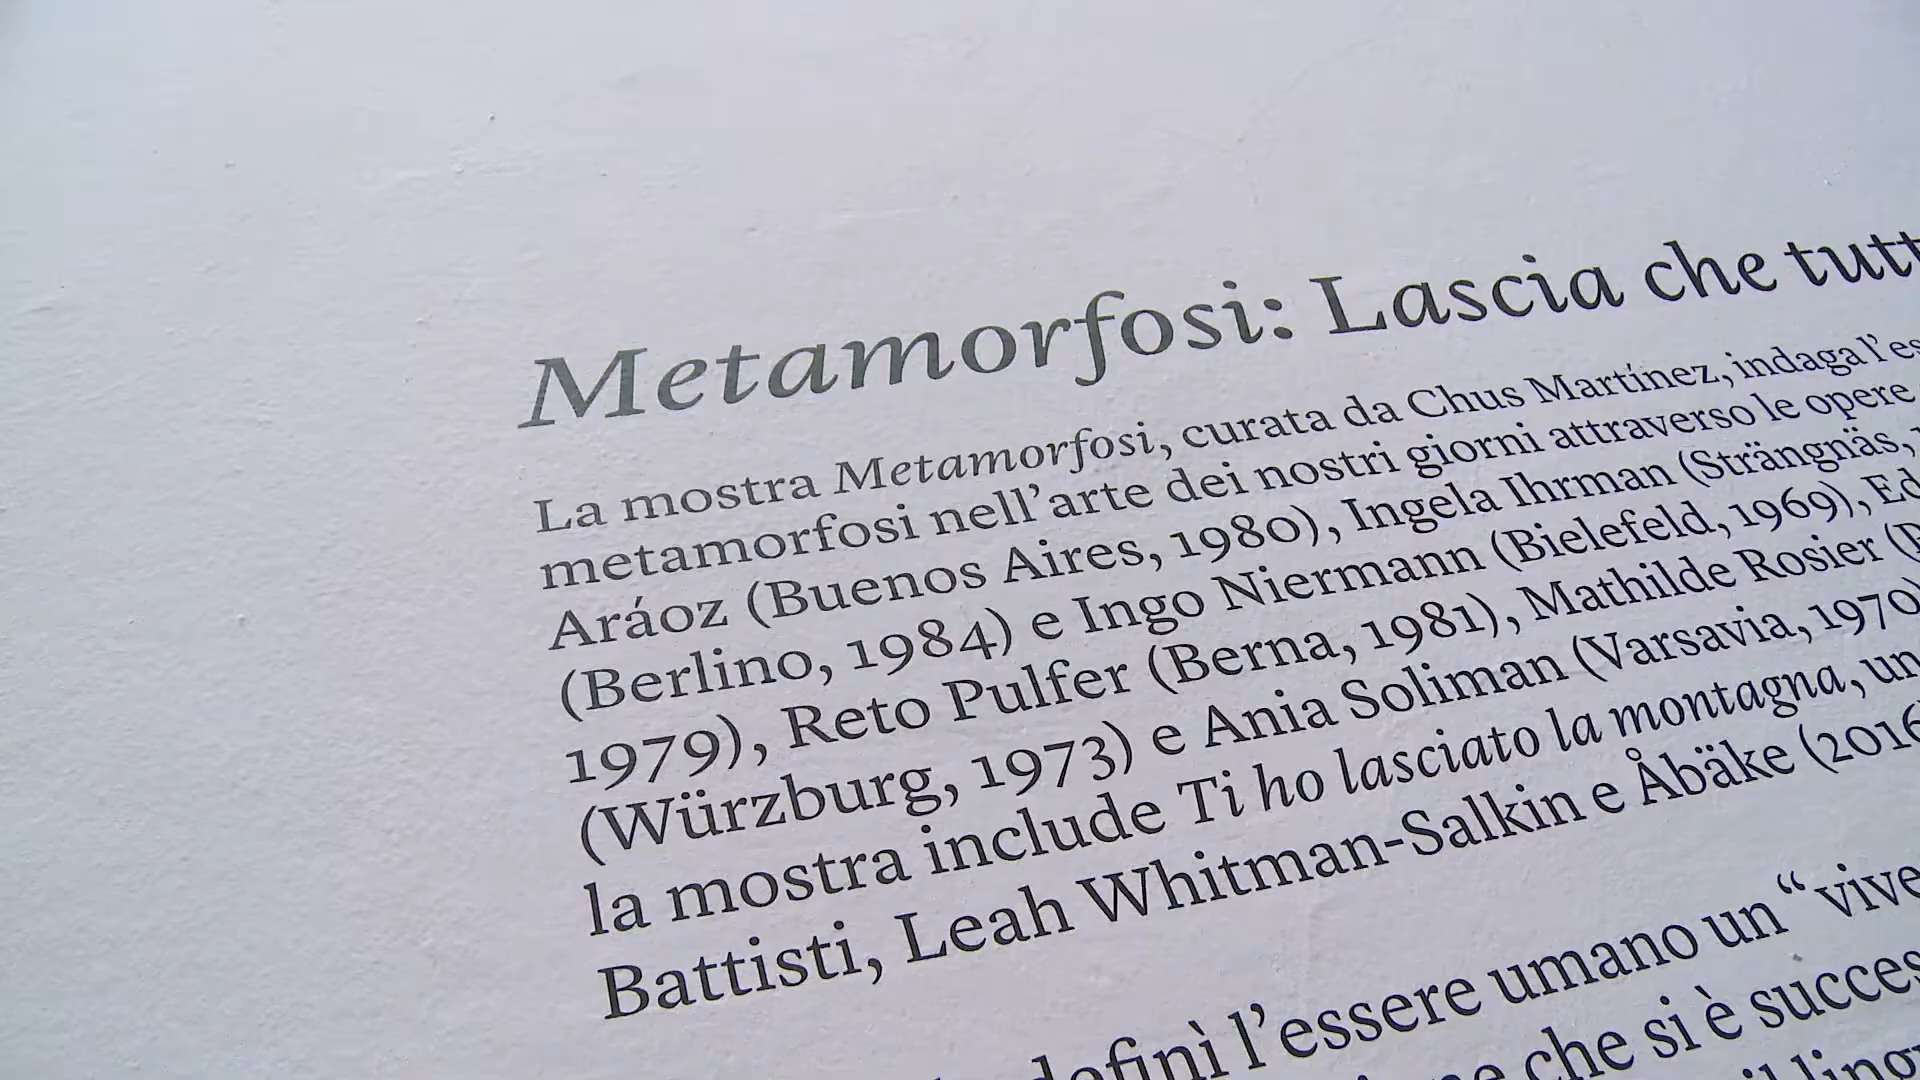 Metamorfosi: Lascia che tutt
La mostra Metamorfosi, curata da Chus Martínez, indaga l'es
metamorfosi nell'arte dei nostri giorni attraverso le opere
Aráoz (Buenos Aires, 1980), Ingela Ihrman (Strängnäs,
(Berlino, 1984) e Ingo Niermann (Bielefeld, 1969), Ed
1979), Reto Pulfer (Berna, 1981), Mathilde Rosier (
(Würzburg, 1973) e Ania Soliman (Varsavia, 1970)
la mostra include Ti ho lasciato la montagna, un
Battisti, Leah Whitman-Salkin e Åbäke (2016
definì l'essere umano un “vive
che si è succes
il lingu